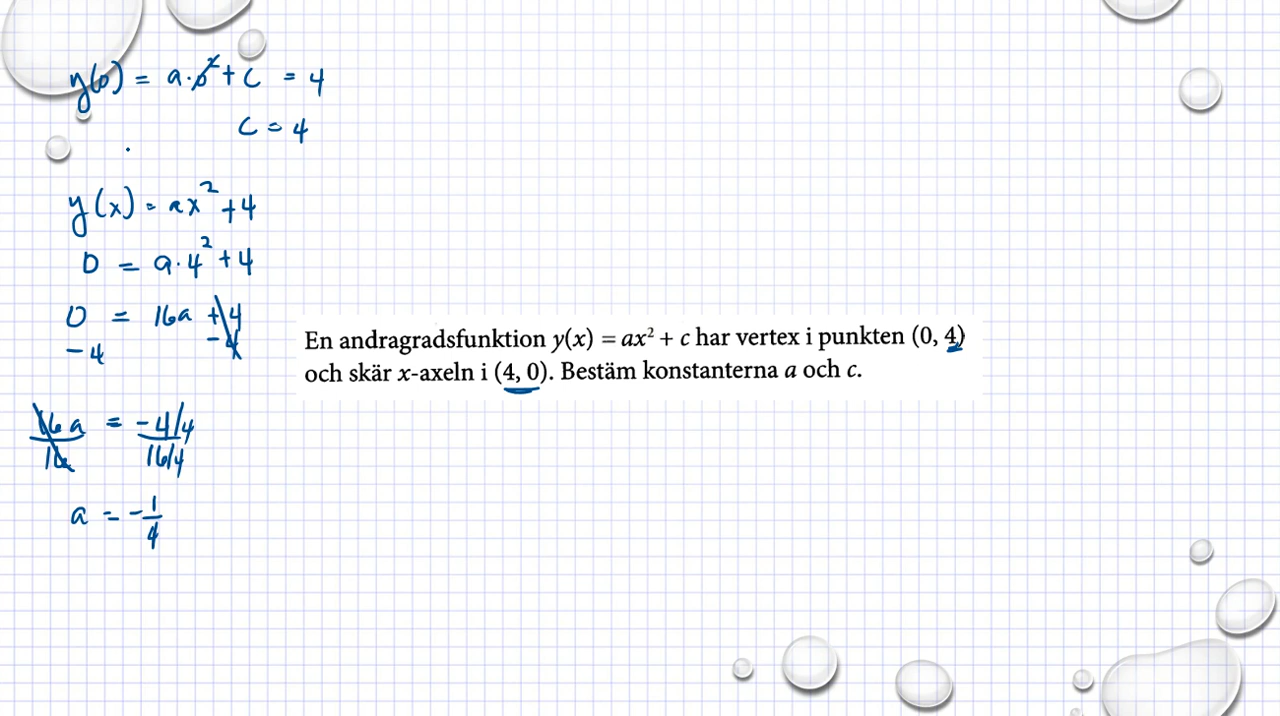 y(0) = a·0² + c = 4
c = 4
y(x) = ax² + 4
0 = a·4² + 4
0 = 16a + 4
-4 -4
En andragradsfunktion y(x) = ax² + c har vertex i punkten (0, 4)
och skär x-axeln i (4, 0). Bestäm konstanterna a och c.
16a/16 = -4/4 / 16/4
a = -1/4